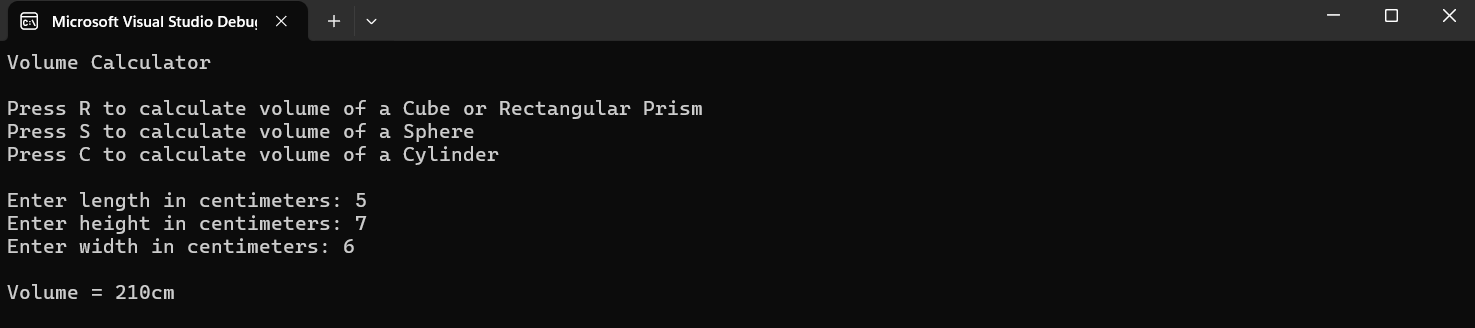 Microsoft Visual Studio Debug
Volume Calculator
Press R to calculate volume of a Cube or Rectangular Prism
Press S to calculate volume of a Sphere
Press C to calculate volume of a Cylinder
Enter length in centimeters: 5
Enter height in centimeters: 7
Enter width in centimeters: 6
Volume = 210cm